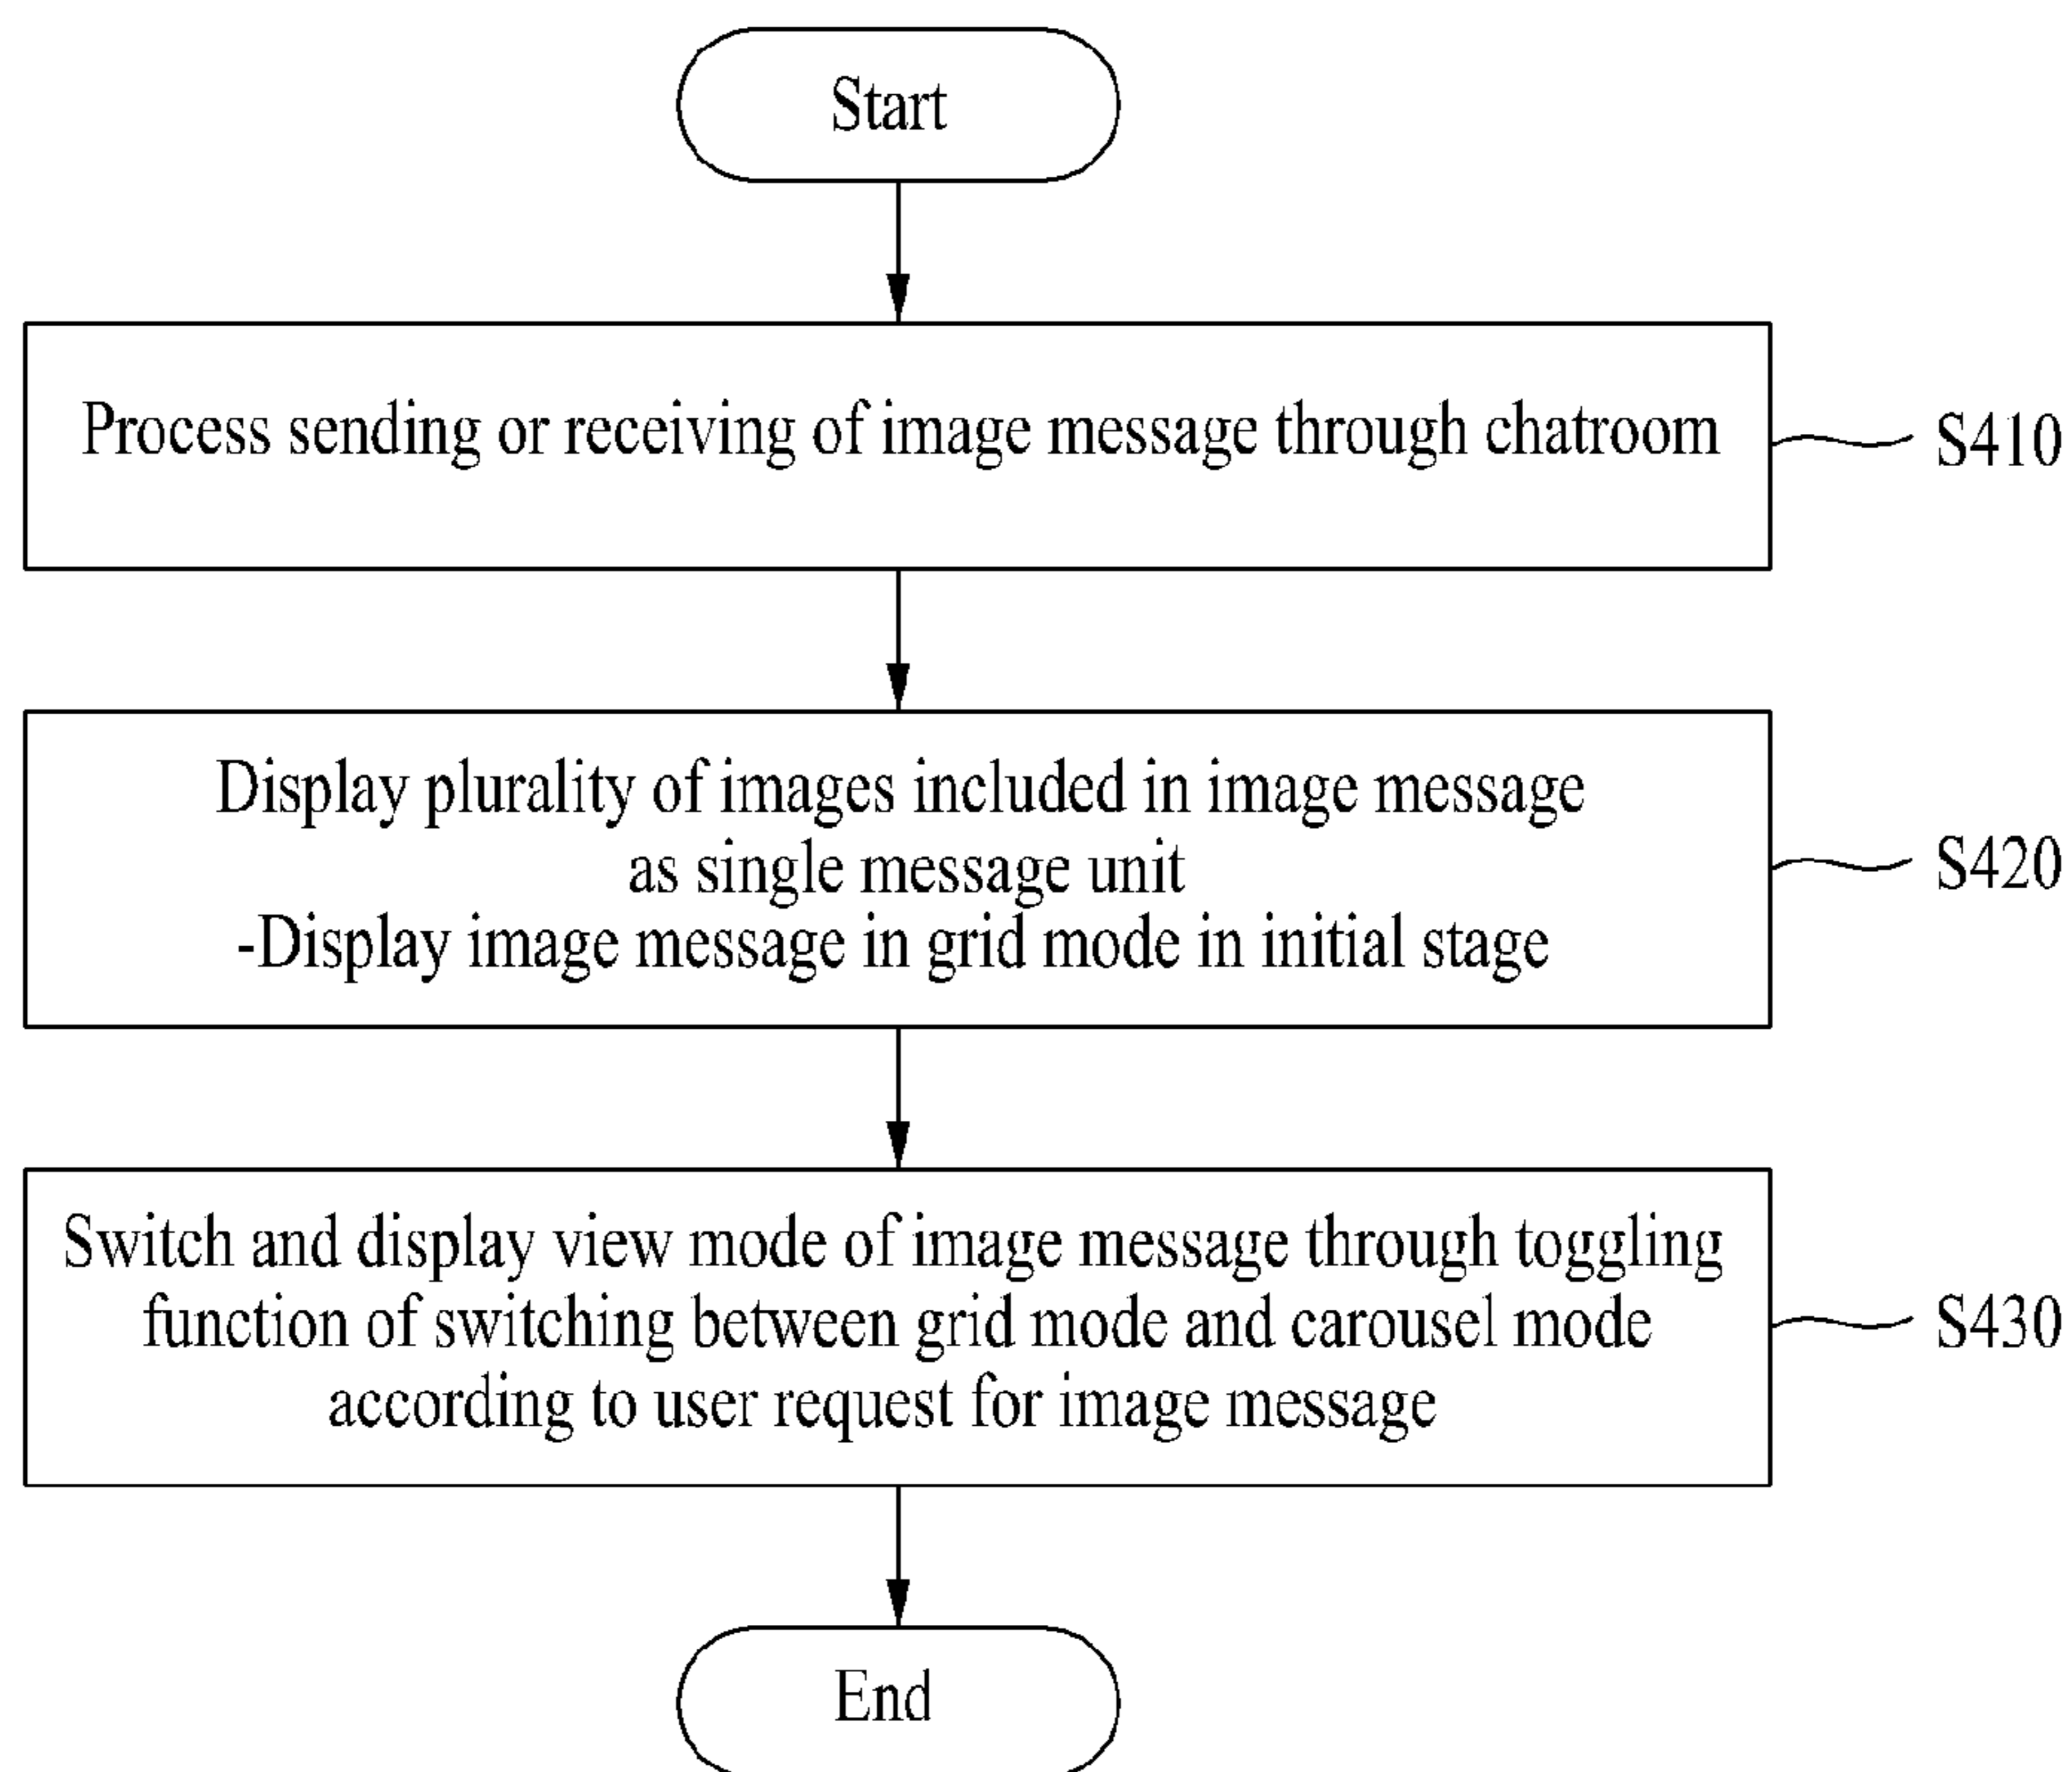 Start
Process sending or receiving of image message through chatroom
S410
Display plurality of images included in image message
as single message unit
-Display image message in grid mode in initial stage
S420
Switch and display view mode of image message through toggling
function of switching between grid mode and carousel mode
according to user request for image message
S430
End